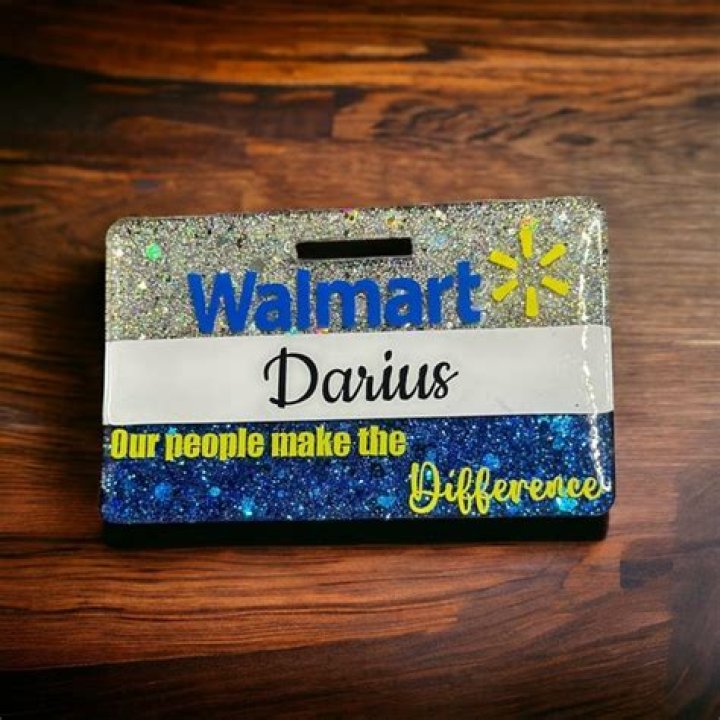 Walmart
Darius
Our people make the
Difference